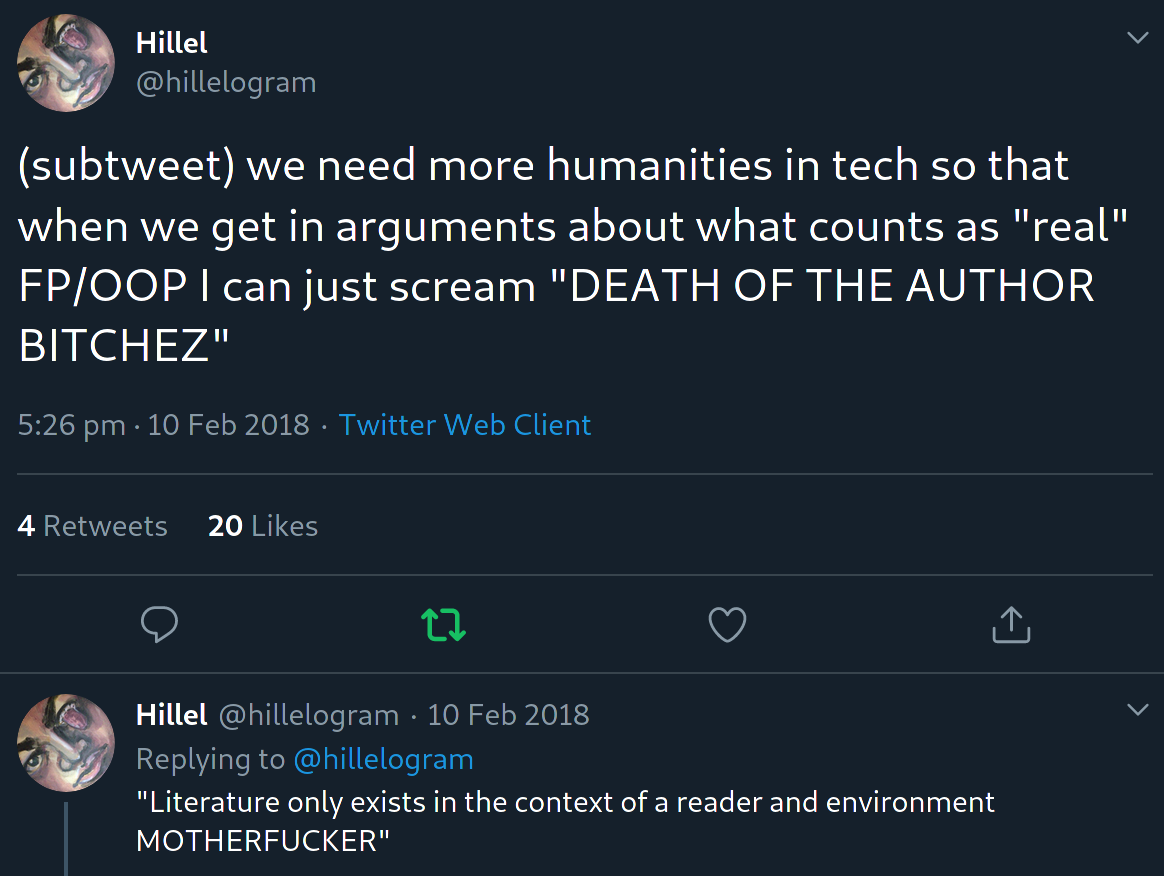 Hillel
@hillelogram
(subtweet) we need more humanities in tech so that
when we get in arguments about what counts as "real"
FP/OOP I can just scream "DEATH OF THE AUTHOR
BITCHEZ"
5:26 pm · 10 Feb 2018 · Twitter Web Client
4 Retweets 20 Likes
Hillel @hillelogram · 10 Feb 2018
Replying to @hillelogram
"Literature only exists in the context of a reader and environment
MOTHERFUCKER"